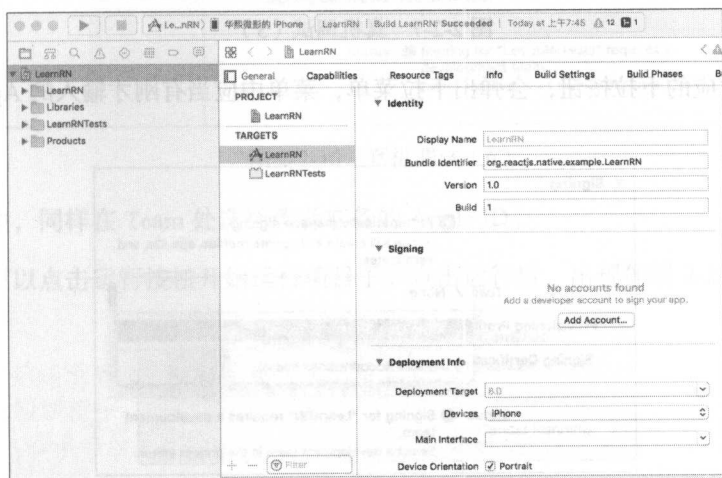 Le...nRN) 华熙微影的 iPhone LearnRN | Build LearnRN: Succeeded | Today at 上午7:45 12 1
LearnRN
LearnRN
Libraries
LearnRNTests
Products
LearnRN
General Capabilities Resource Tags Info Build Settings Build Phases
PROJECT
LearnRN
TARGETS
LearnRN
LearnRNTests
Identity
Display Name LearnRN
Bundle Identifier org.reactjs.native.example.LearnRN
Version 1.0
Build 1
Signing
No accounts found
Add a developer account to sign your app.
Add Account...
Deployment Info
Deployment Target 8.0
Devices iPhone
Main Interface
Device Orientation Portrait
Filter